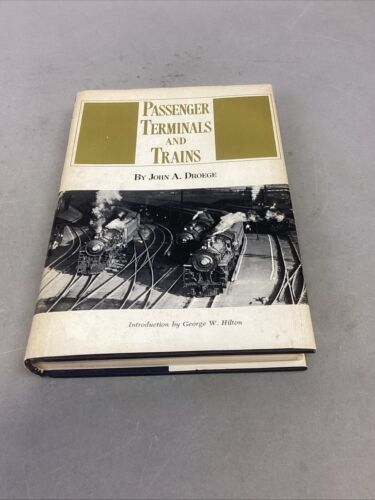 PASSENGER
TERMINALS
AND
TRAINS
BY JOHN A. DROEGE
Introduction by George W. Hilton